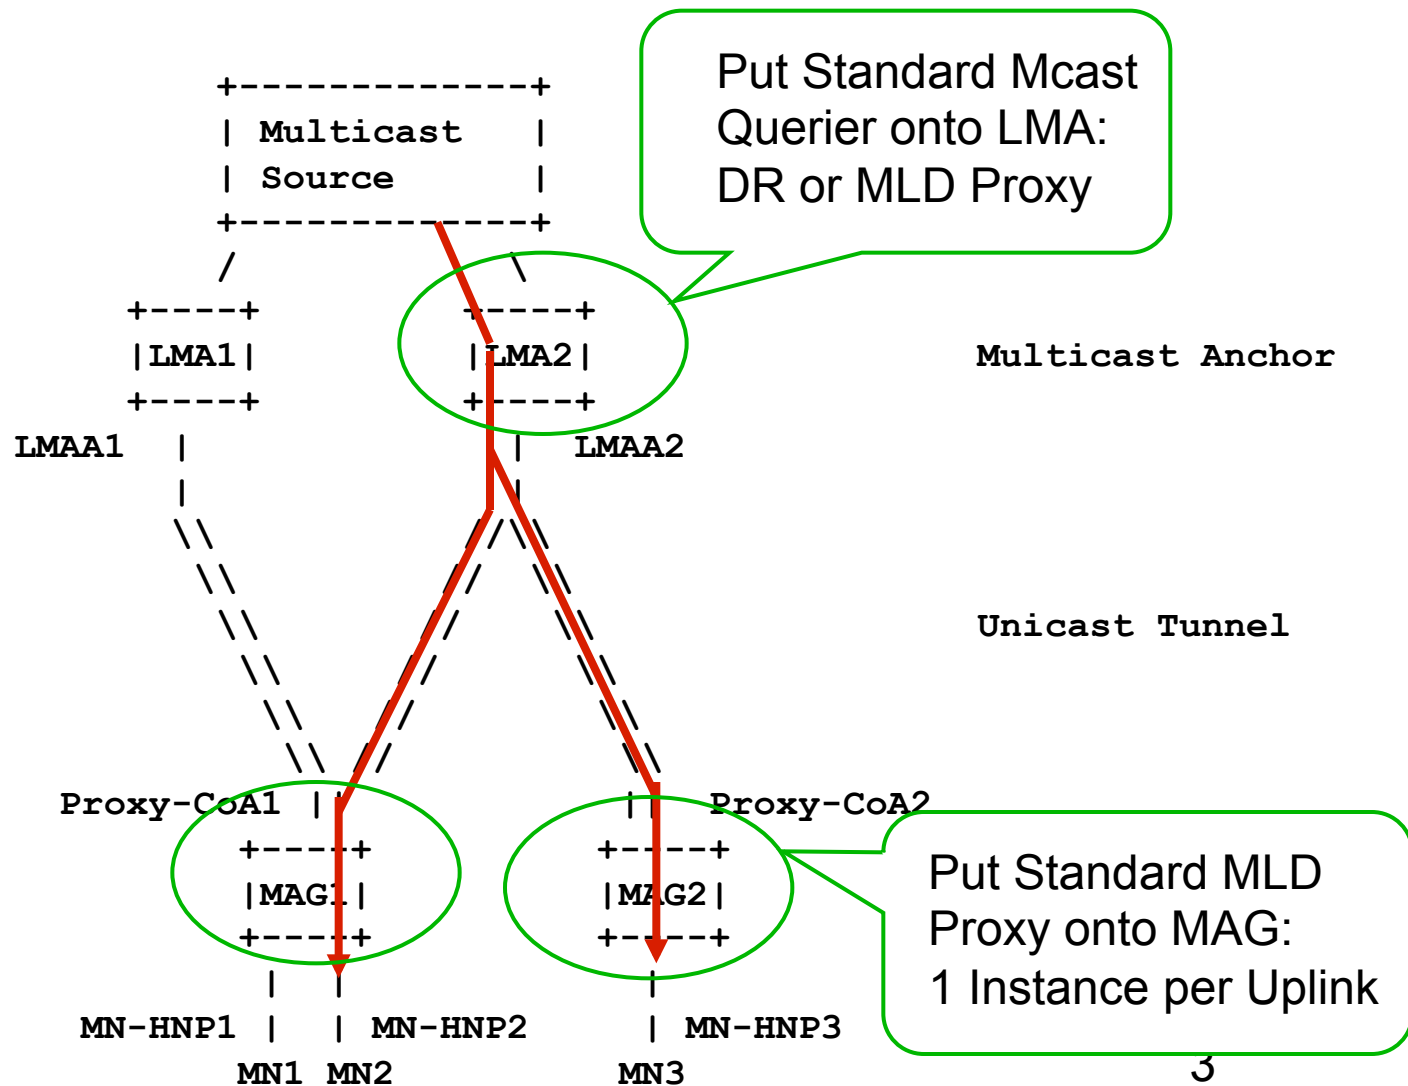 Put Standard Mcast
Querier onto LMA:
DR or MLD Proxy
+-------------+
| Multicast |
| Source |
+-------------+
/ \
+----+ +----+
|LMA1| |LMA2| Multicast Anchor
+----+ +----+
LMAA1 | | LMAA2
| |
\ \ / / \ \
\ \ / / \ \
\ \ / / \ \
\ \ / / \ \ Unicast Tunnel
\ \ / / \ \
\ \ / / \ \
\ \ / / \ \
Proxy-CoA1 || || Proxy-CoA2
+-----+ +-----+
|MAG1| |MAG2|
+-----+ +-----+
Put Standard MLD
Proxy onto MAG:
1 Instance per Uplink
| | |
MN-HNP1 | | MN-HNP2 | MN-HNP3
MN1 MN2 MN3
3